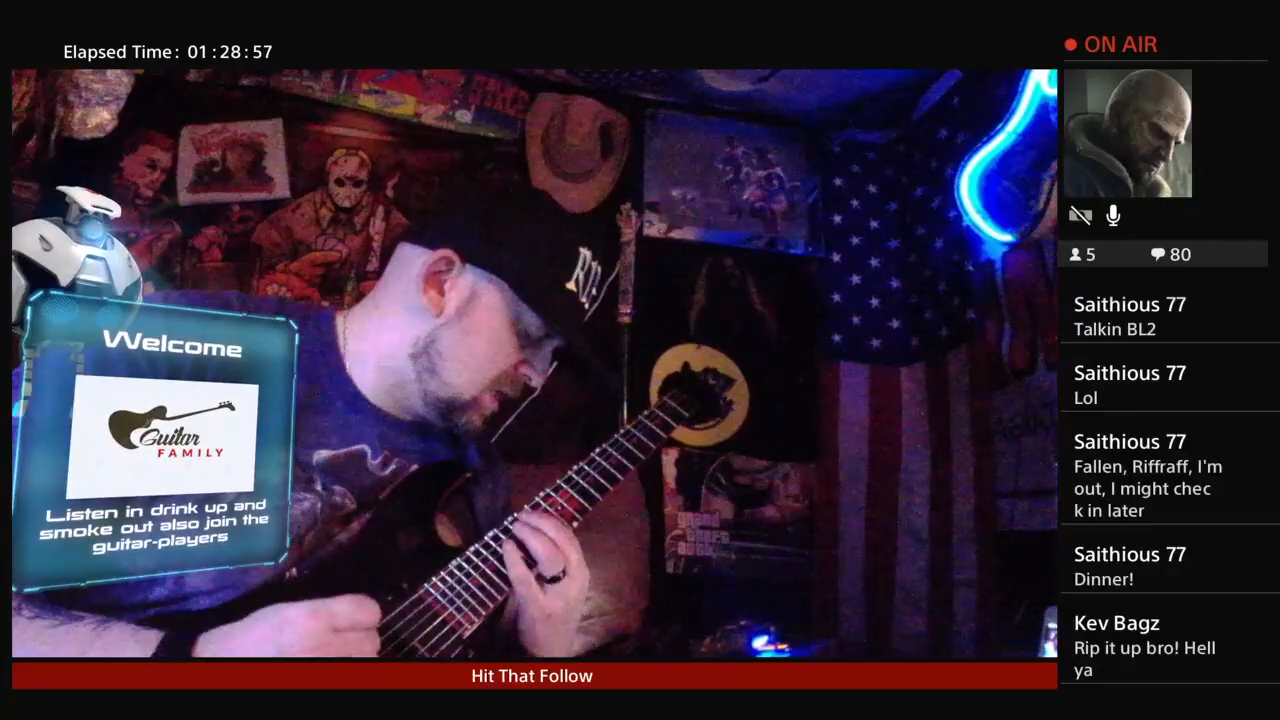 Elapsed Time: 01:28:57
ON AIR
5
80
Saithious 77
Talkin BL2
Saithious 77
Lol
Saithious 77
Fallen, Riffraff, I'm
out, I might chec
k in later
Saithious 77
Dinner!
Kev Bagz
Rip it up bro! Hell
ya
Welcome
Guitar
FAMILY
Listen in drink up and
smoke out also join the
guitar-players
grand
theft
Hit That Follow